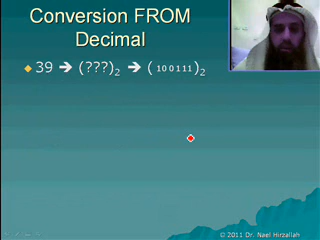 Conversion FROM
Decimal
39 ➔ (???)₂ ➔ ( 100111)₂
© 2011 Dr. Nael Hirzallah